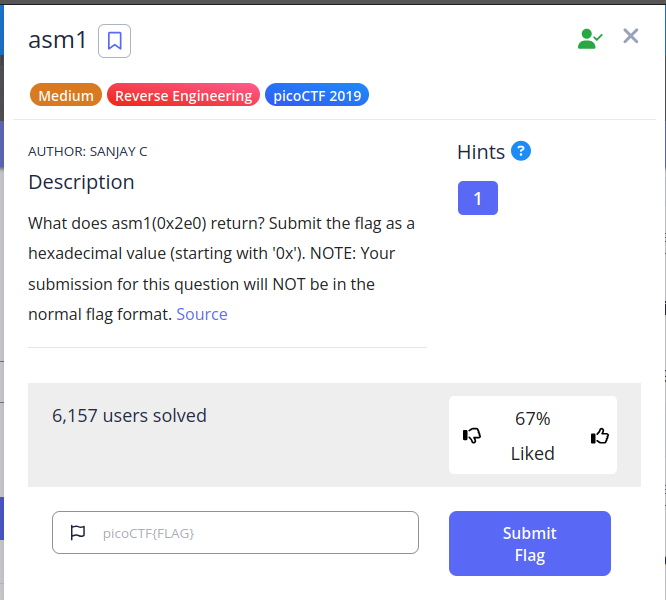 asm1
Medium Reverse Engineering picoCTF 2019
AUTHOR: SANJAY C
Description
What does asm1(0x2e0) return? Submit the flag as a
hexadecimal value (starting with '0x'). NOTE: Your
submission for this question will NOT be in the
normal flag format. Source
Hints ?
1
6,157 users solved
67%
Liked
picoCTF{FLAG}
Submit
Flag